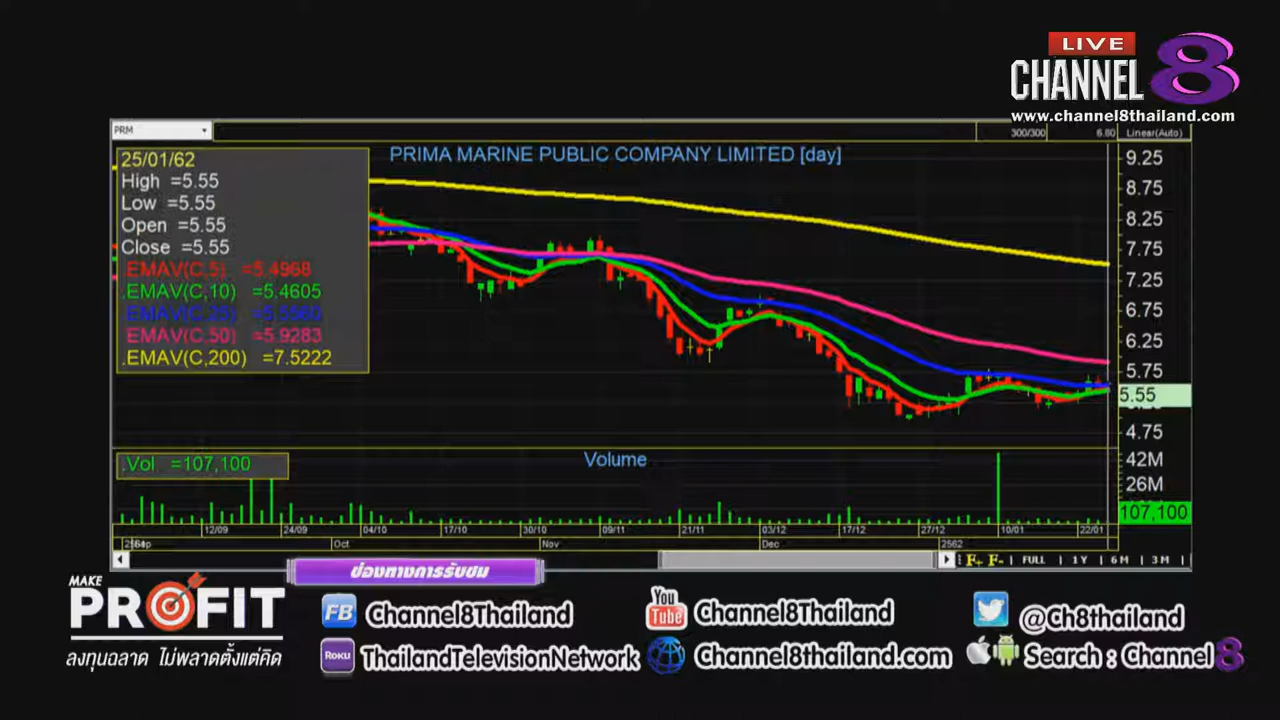 LIVE
CHANNEL 8
www.channel8thailand.com
PRM
300/300 6.60 Linear(Auto)
PRIMA MARINE PUBLIC COMPANY LIMITED [day]
25/01/62
High =5.55
Low =5.55
Open =5.55
Close =5.55
.EMAV(C,5) =5.4968
.EMAV(C,10) =5.4605
.EMAV(C,25)
.EMAV(C,50) =5.9283
.EMAV(C,200) =7.5222
9.25
8.75
8.25
7.75
7.25
6.75
6.25
5.75
5.55
4.75
.Vol. =107,100
Volume
42M
26M
107,100
12/09 24/09 04/10 30/10 09/11 21/11 03/12 17/12 27/12 10/01 22/01
Oct Nov Dec 2562
F+ F- FULL 1Y 6M 3M
ช่องทางการรับชม
MAKE
PROFIT
ลงทุนฉลาด ไม่พลาดตั้งแต่คิด
FB Channel8Thailand
You Tube Channel8Thailand
@Ch8thailand
ROKU ThailandTelevisionNetwork
Channel8thailand.com
Search : Channel 8